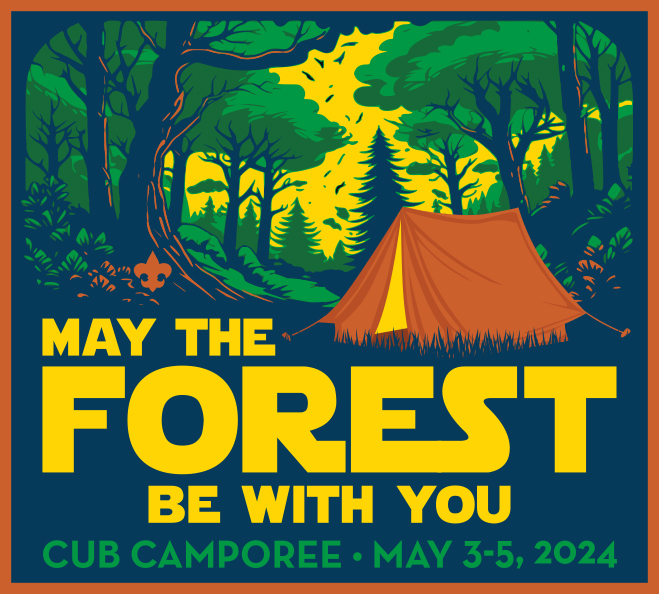 MAY THE
FOREST
BE WITH YOU
CUB CAMPOREE • MAY 3-5, 2024